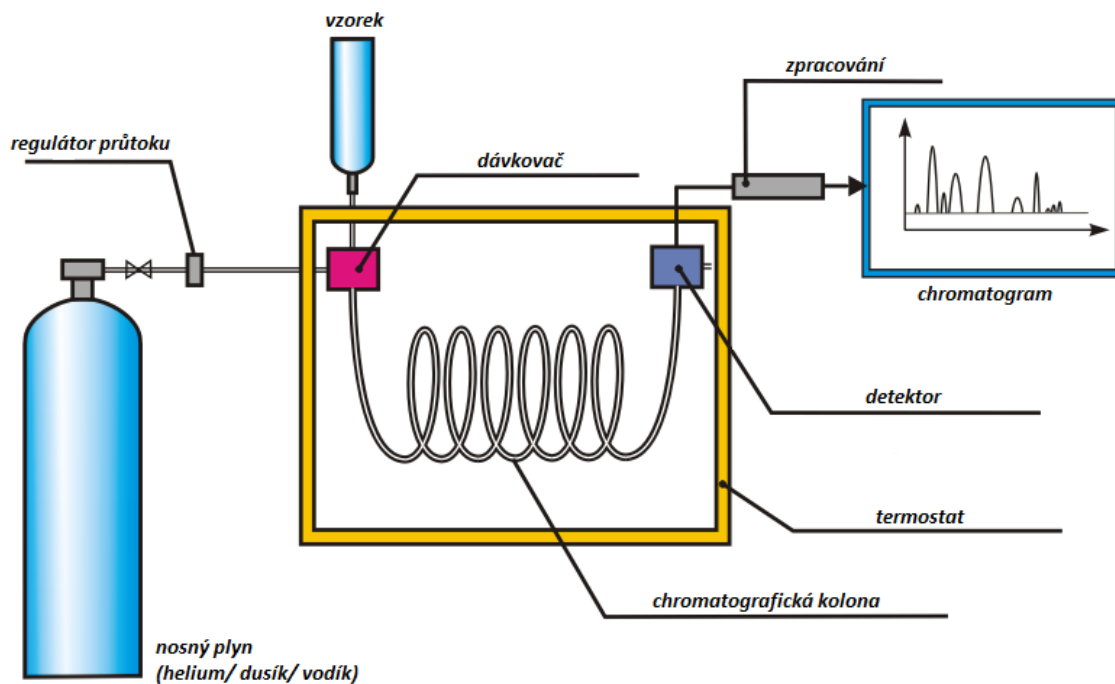 vzorek
zpracování
regulátor průtoku
dávkovač
chromatogram
detektor
termostat
chromatografická kolona
nosný plyn
(helium/ dusík/ vodík)